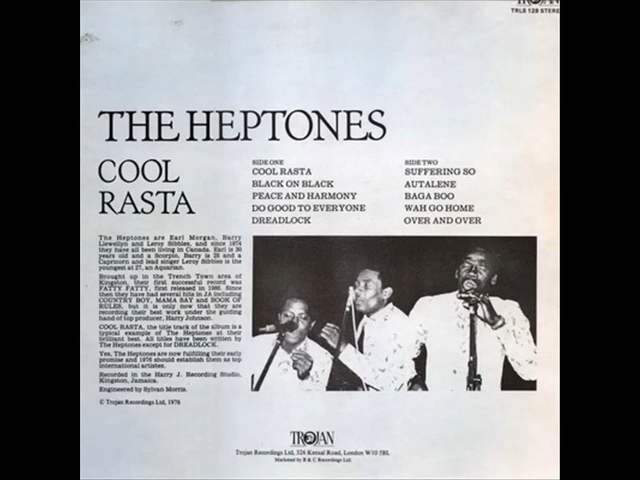 TROJAN
TRLS 128 STEREO
THE HEPTONES
COOL
RASTA
SIDE ONE
COOL RASTA
BLACK ON BLACK
PEACE AND HARMONY
DO GOOD TO EVERYONE
DREADLOCK
SIDE TWO
SUFFERING SO
AUTALENE
BAGA BOO
WAH GO HOME
OVER AND OVER
The Heptones are Earl Morgan, Barry
Llewellyn and Leroy Sibbles, and since 1974
they have all been living in Canada. Earl is 30
years old and a Scorpio, Barry is 28 and a
Capricorn and lead singer Leroy Sibbles is the
youngest at 27, an Aquarian.
Brought up in the Trench Town area of
Kingston, their first successful record was
FATTY FATTY, first released in 1966. Since
then they have had several hits in JA including
COUNTRY BOY, MAMA SAY and BOOK OF
RULES, but it is only now that they are
recording their best work under the guiding
hand of top producer, Harry Johnson.
COOL RASTA, the title track of the album is a
typical example of The Heptones at their
brilliant best. All titles have been written by
The Heptones except for DREADLOCK.
Yes, The Heptones are now fulfilling their early
promise and 1976 should establish them as top
international artistes.
Recorded in the Harry J. Recording Studio,
Kingston, Jamaica.
Engineered by Sylvan Morris.
© Trojan Recordings Ltd, 1976
TROJAN
Trojan Recordings Ltd, 326 Kensal Road, London W10 5BL
Marketed by B & C Recordings Ltd.